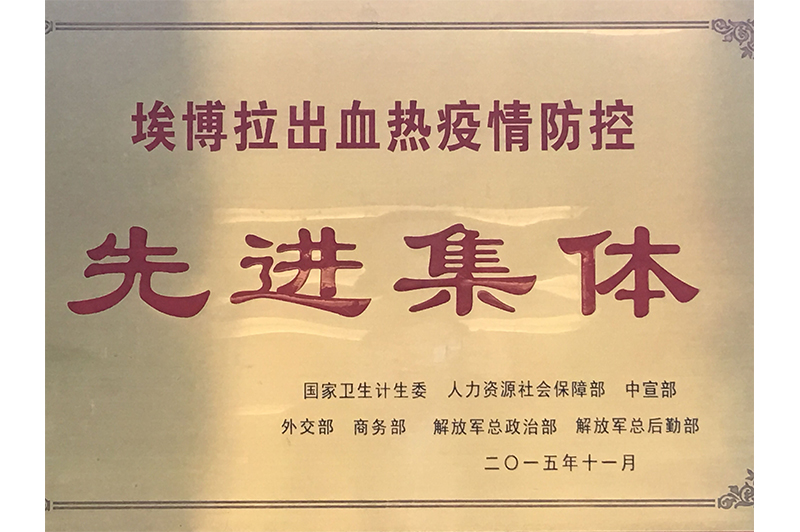 埃博拉出血热疫情防控
先进集体
国家卫生计生委 人力资源社会保障部 中宣部
外交部 商务部 解放军总政治部 解放军总后勤部
二〇一五年十一月